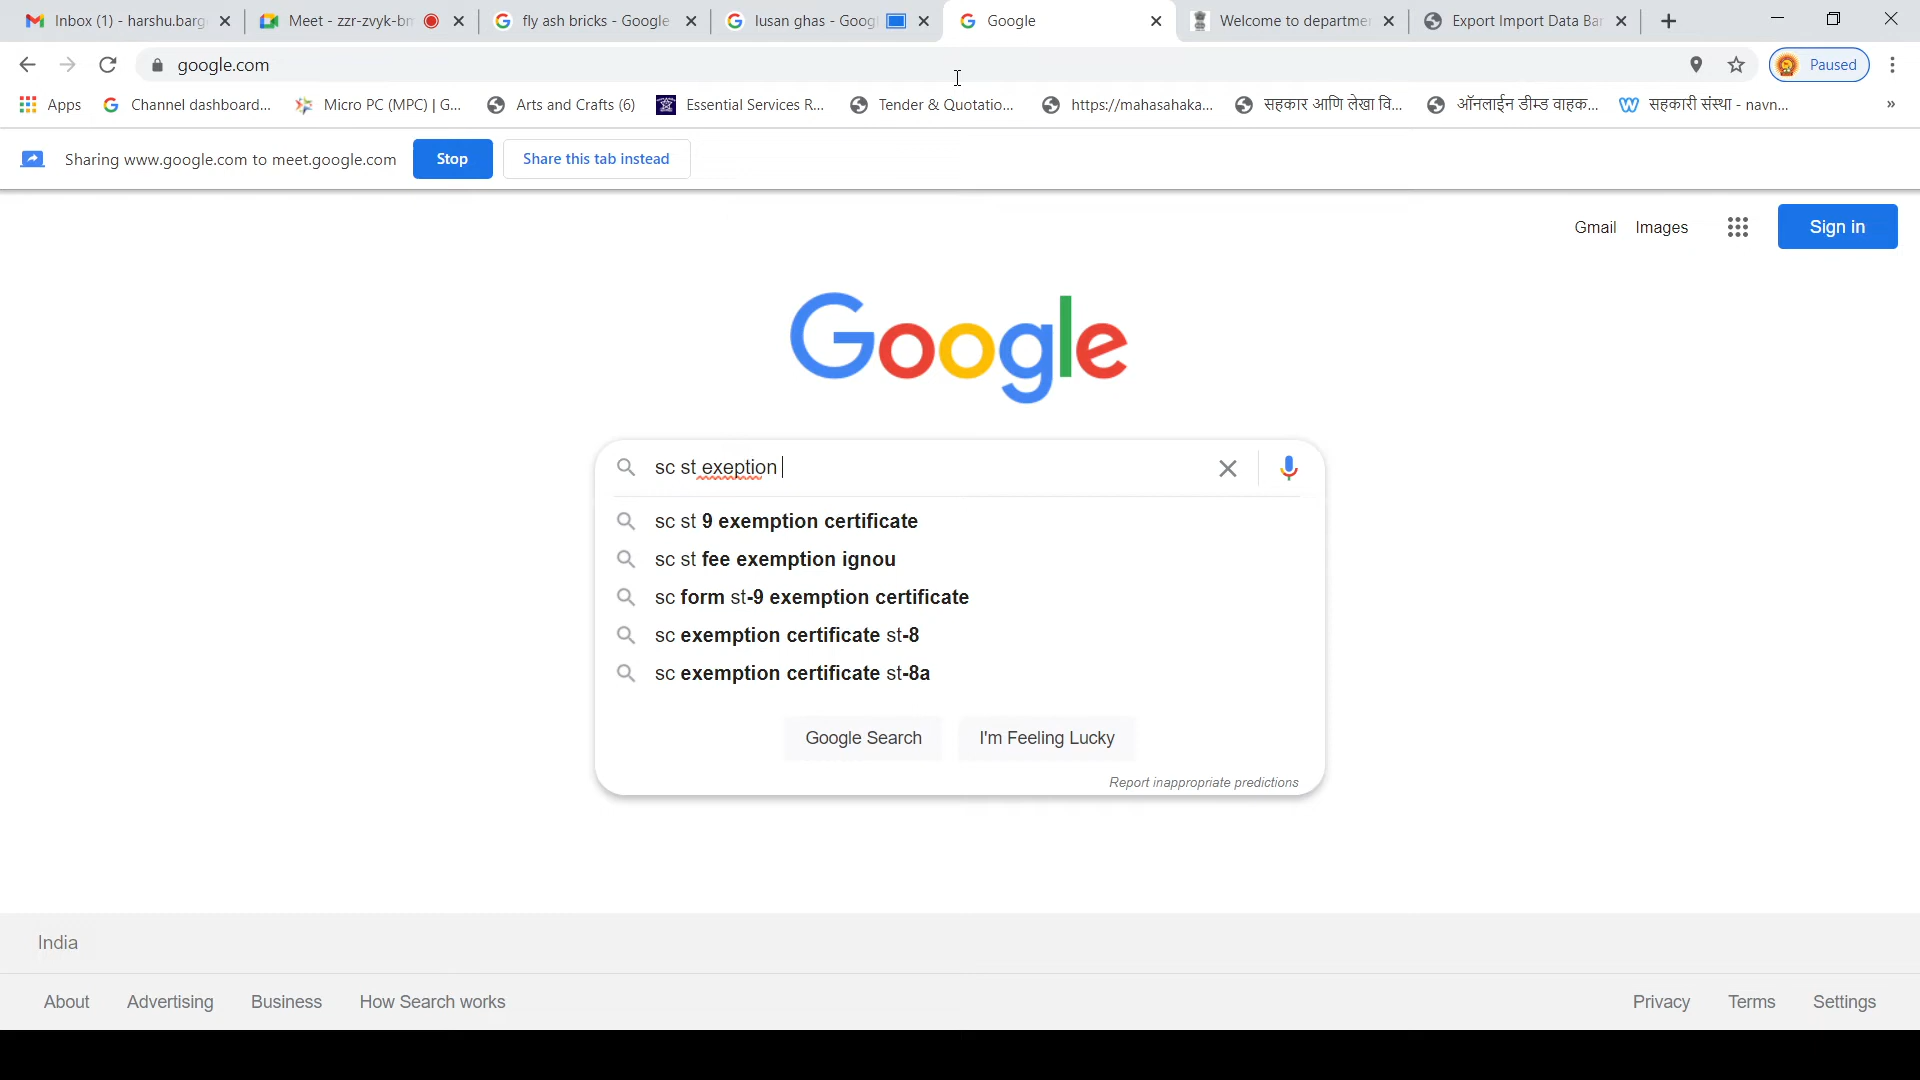 Inbox (1) - harshu.barg
Meet - zzr-zvyk-bm
fly ash bricks - Google
lusan ghas - Goog
Google
Welcome to departme
Export Import Data Ba
google.com
Paused
Apps
Channel dashboard...
Micro PC (MPC) | G...
Arts and Crafts (6)
Essential Services R...
Tender & Quotatio...
https://mahasahaka...
सहकार आणि लेखा वि...
ऑनलाईन डीम्ड वाहक...
सहकारी संस्था - navn...
»
Sharing www.google.com to meet.google.com
Stop
Share this tab instead
Gmail
Images
Sign in
Google
sc st exeption
sc st 9 exemption certificate
sc st fee exemption ignou
sc form st-9 exemption certificate
sc exemption certificate st-8
sc exemption certificate st-8a
Google Search
I'm Feeling Lucky
Report inappropriate predictions
India
About
Advertising
Business
How Search works
Privacy
Terms
Settings